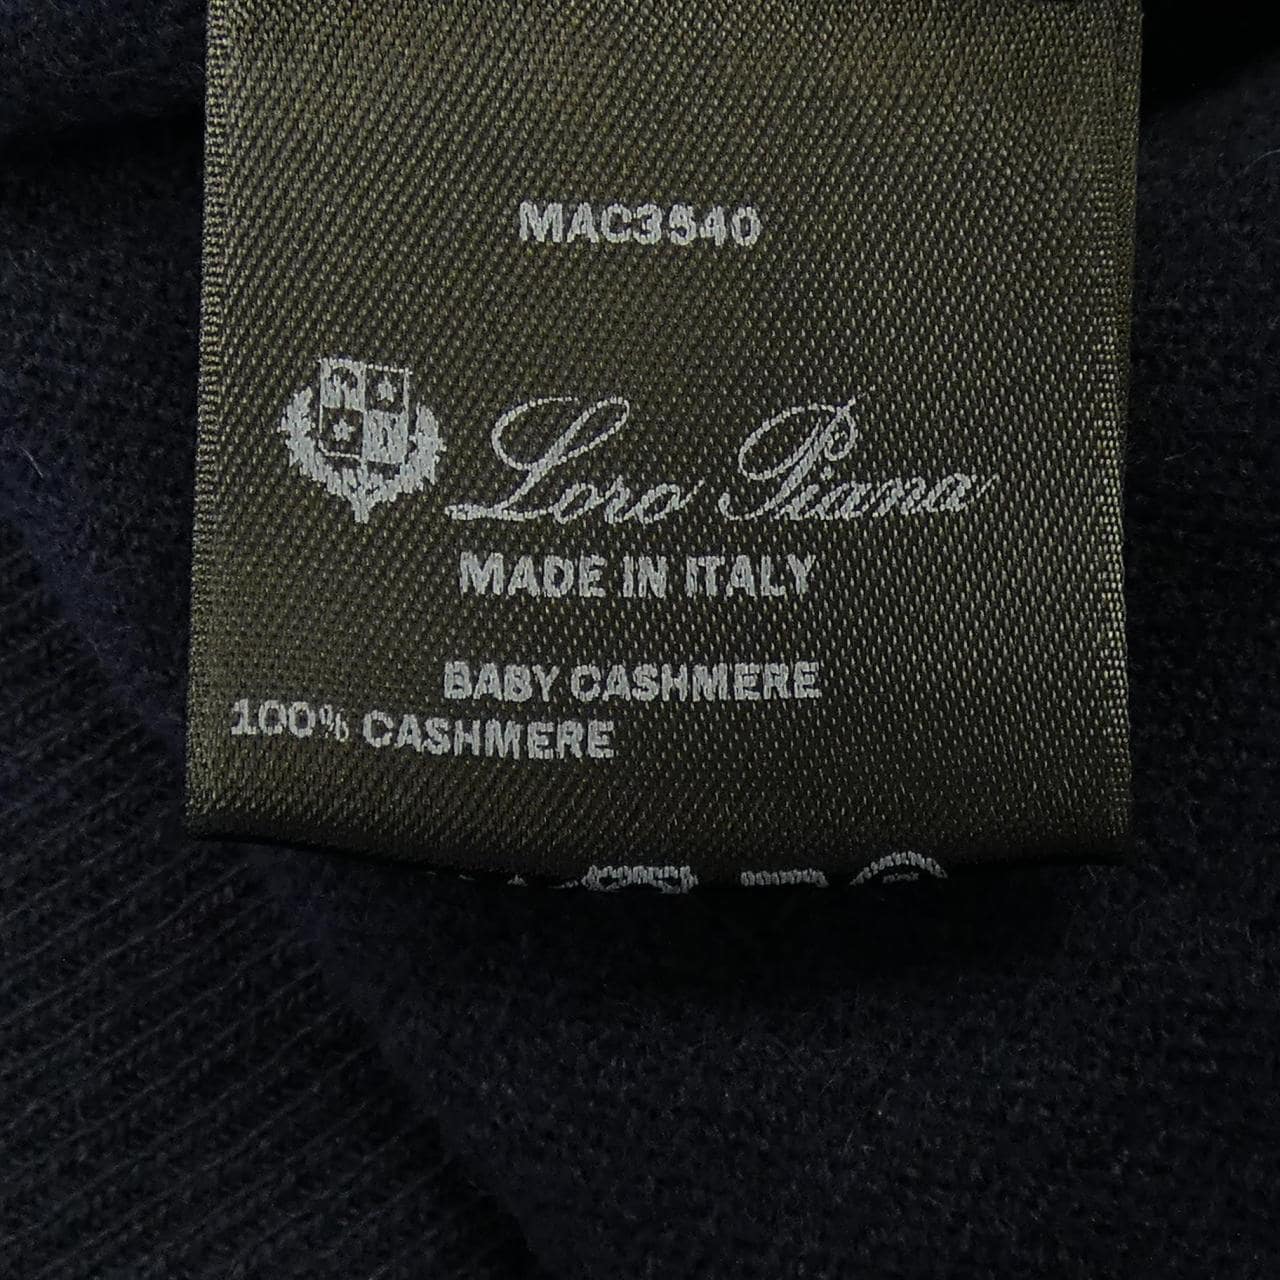 MAC3540
Loro Piana
MADE IN ITALY
BABY CASHMERE
100% CASHMERE